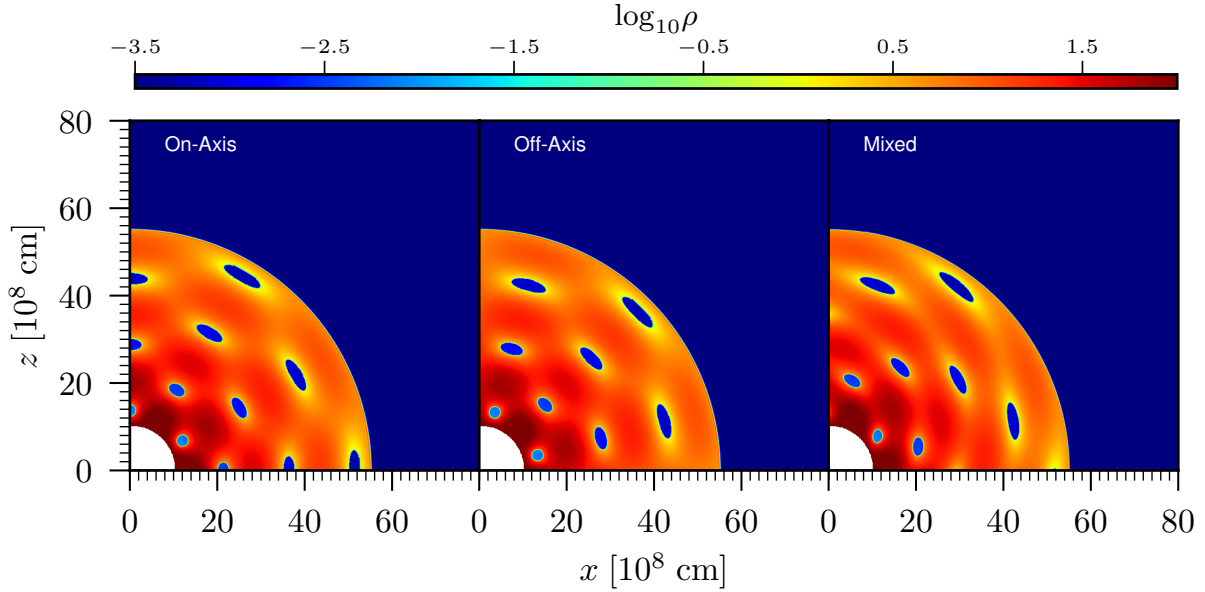 log₁₀ρ
−3.5 −2.5 −1.5 −0.5 0.5 1.5
On-Axis Off-Axis Mixed
80
60
40
20
0
z [10⁸ cm]
0 20 40 60 0 20 40 60 0 20 40 60 80
x [10⁸ cm]